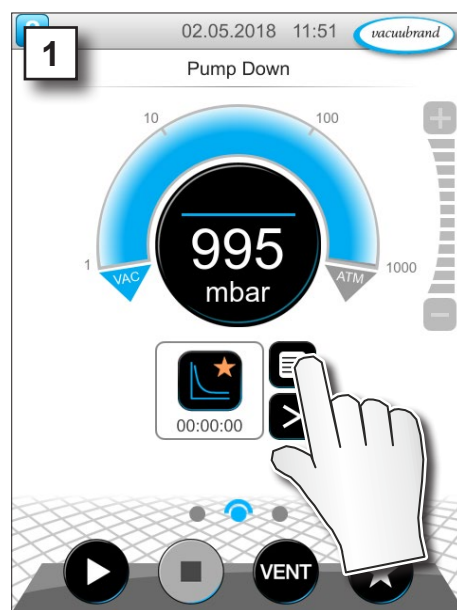 1
02.05.2018 11:51 vacuubrand
Pump Down
10 100
1 1000
VAC ATM
995
mbar
00:00:00
VENT